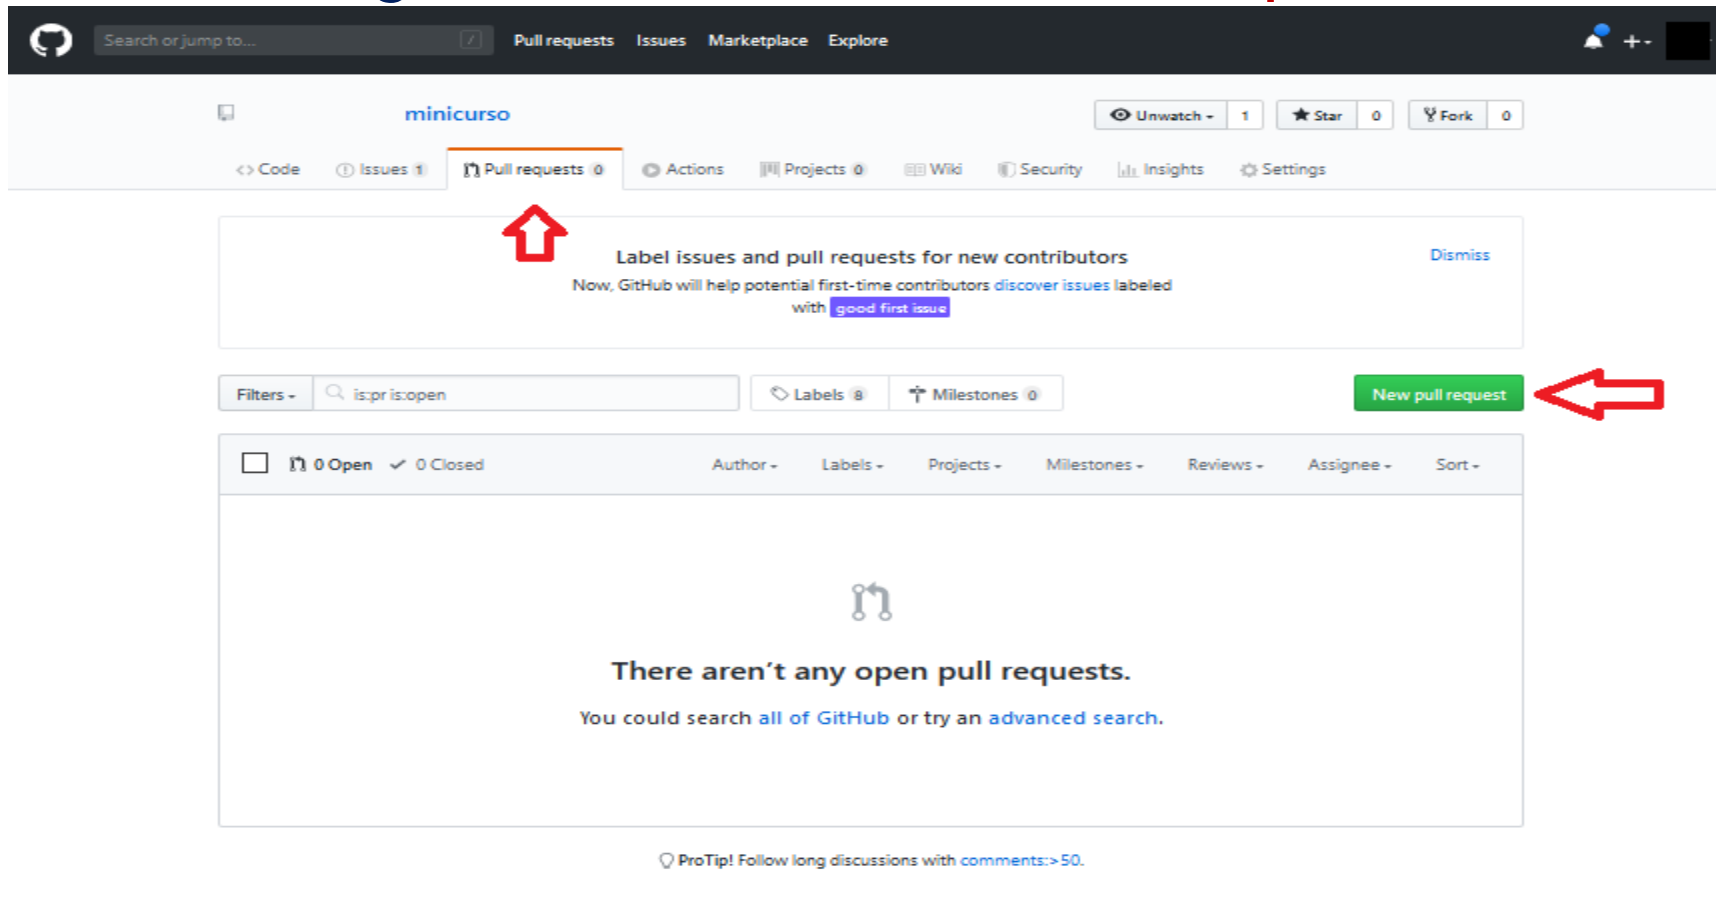 Search or jump to... / Pull requests Issues Marketplace Explore
minicurso Unwatch 1 Star 0 Fork 0
Code Issues 1 Pull requests 0 Actions Projects 0 Wiki Security Insights Settings
Label issues and pull requests for new contributors Dismiss
Now, GitHub will help potential first-time contributors discover issues labeled
with good first issue
Filters is:pr is:open Labels 8 Milestones 0 New pull request
0 Open 0 Closed Author Labels Projects Milestones Reviews Assignee Sort
There aren't any open pull requests.
You could search all of GitHub or try an advanced search.
ProTip! Follow long discussions with comments:>50.